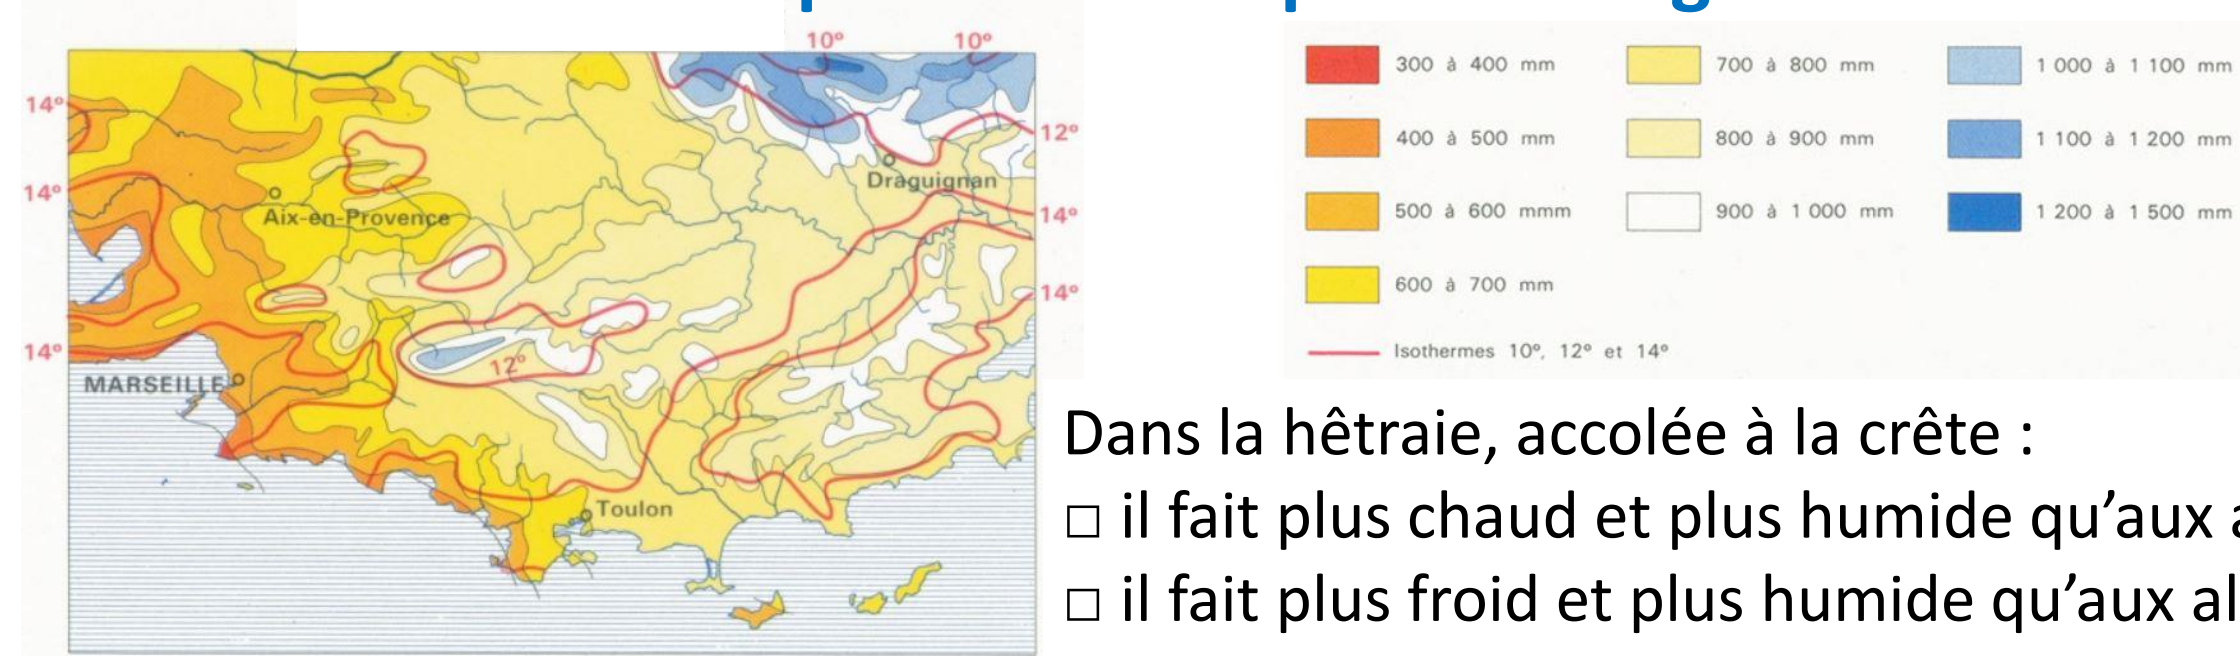 10° 10°
14°
12°
14°
Draguignan
Aix-en-Provence
14°
14°
12°
14°
MARSEILLE
Toulon
300 à 400 mm
400 à 500 mm
500 à 600 mmm
600 à 700 mm
700 à 800 mm
800 à 900 mm
900 à 1 000 mm
1 000 à 1 100 mm
1 100 à 1 200 mm
1 200 à 1 500 mm
Isothermes 10°, 12° et 14°
Dans la hêtraie, accolée à la crête :
□ il fait plus chaud et plus humide qu’aux
□ il fait plus froid et plus humide qu’aux